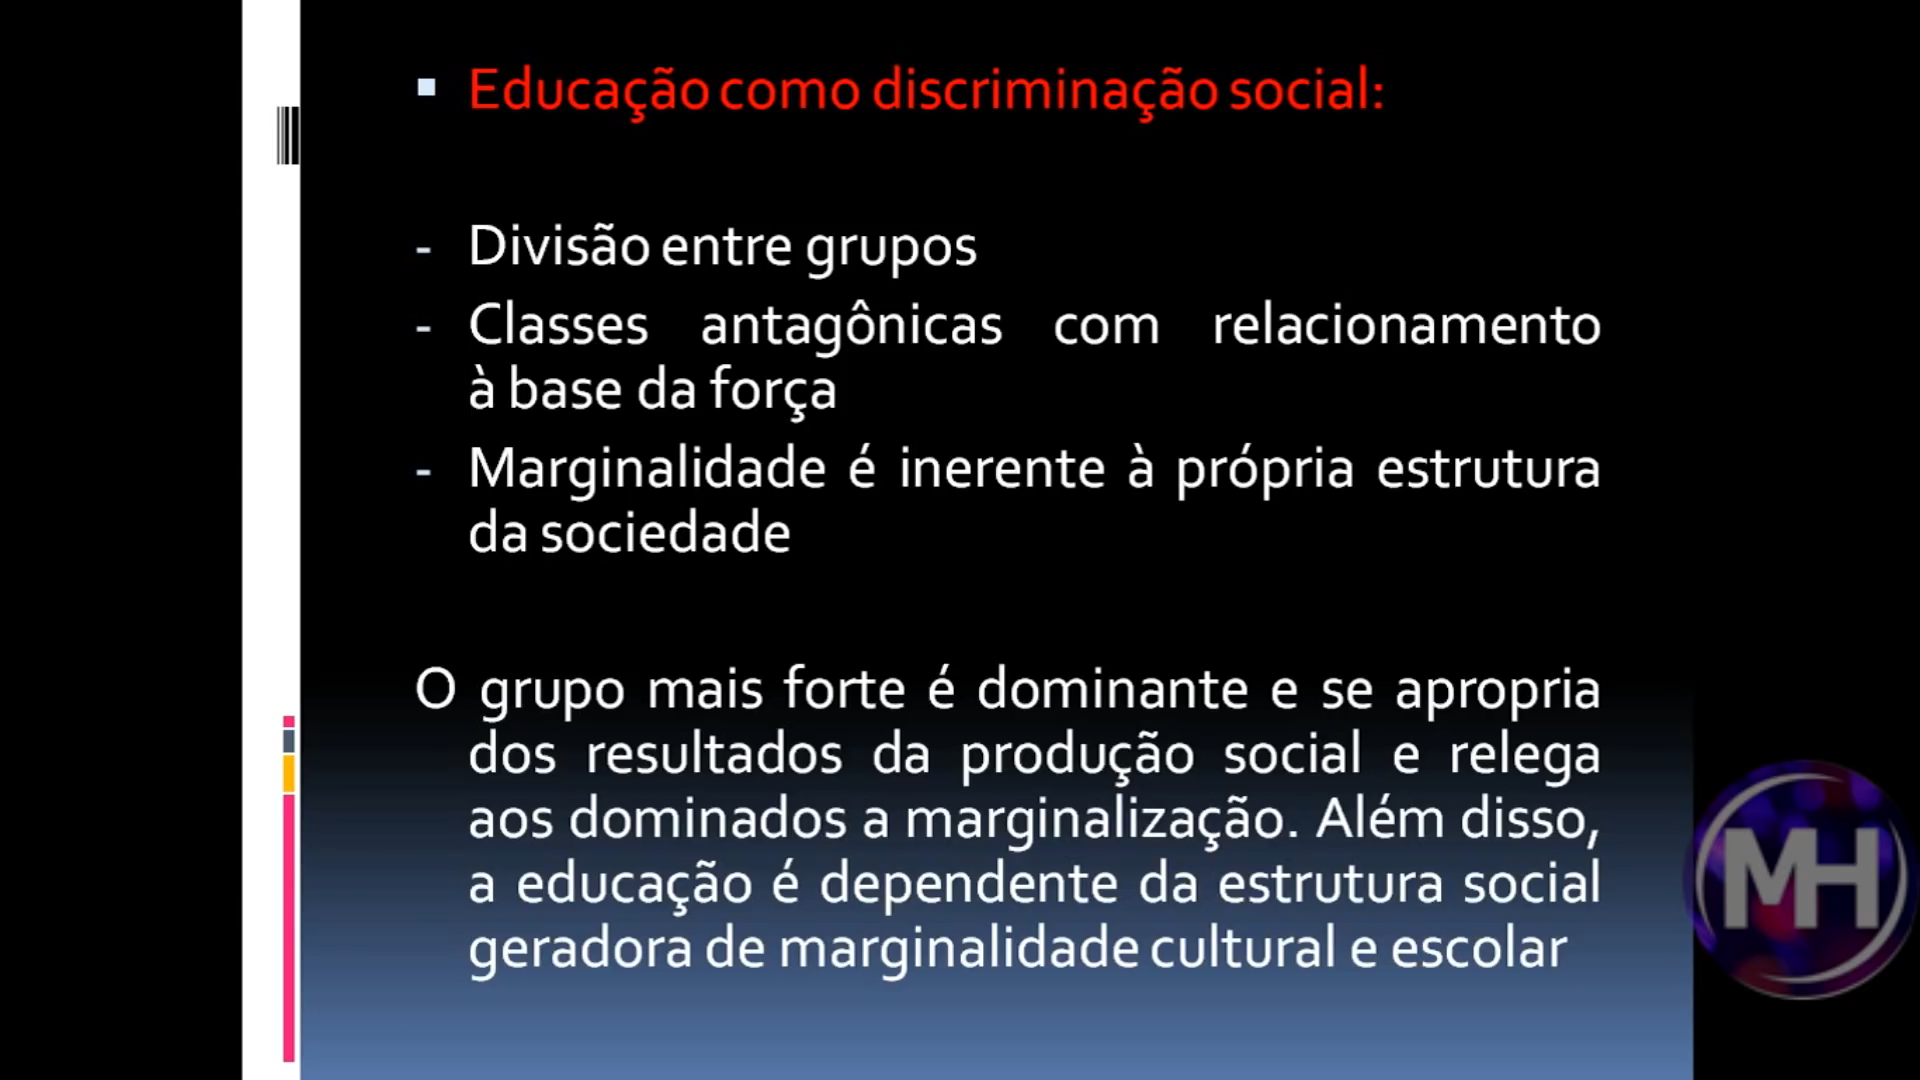 Educação como discriminação social:
- Divisão entre grupos
- Classes antagônicas com relacionamento
à base da força
- Marginalidade é inerente à própria estrutura
da sociedade
O grupo mais forte é dominante e se apropria
dos resultados da produção social e relega
aos dominados a marginalização. Além disso,
a educação é dependente da estrutura social
geradora de marginalidade cultural e escolar
MH